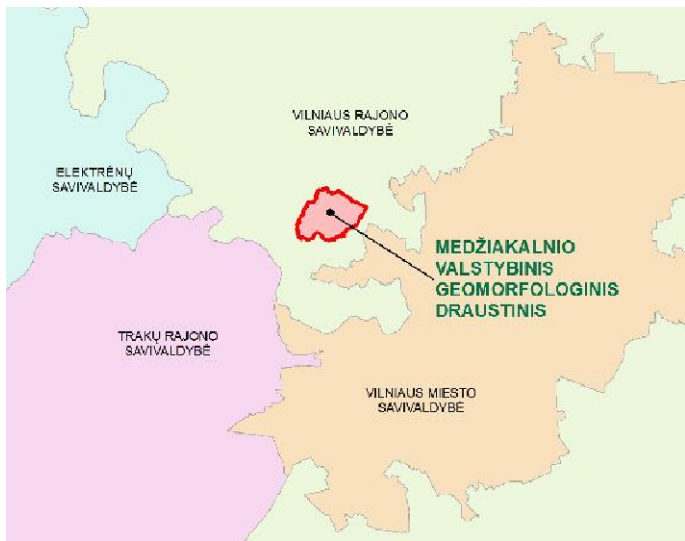 VILNIAUS RAJONO
SAVIVALDYBĖ
ELEKTRĖNŲ
SAVIVALDYBĖ
MEDŽIAKALNIO
VALSTYBINIS
GEOMORFOLOGINIS
DRAUSTINIS
TRAKŲ RAJONO
SAVIVALDYBĖ
VILNIAUS MIESTO
SAVIVALDYBĖ